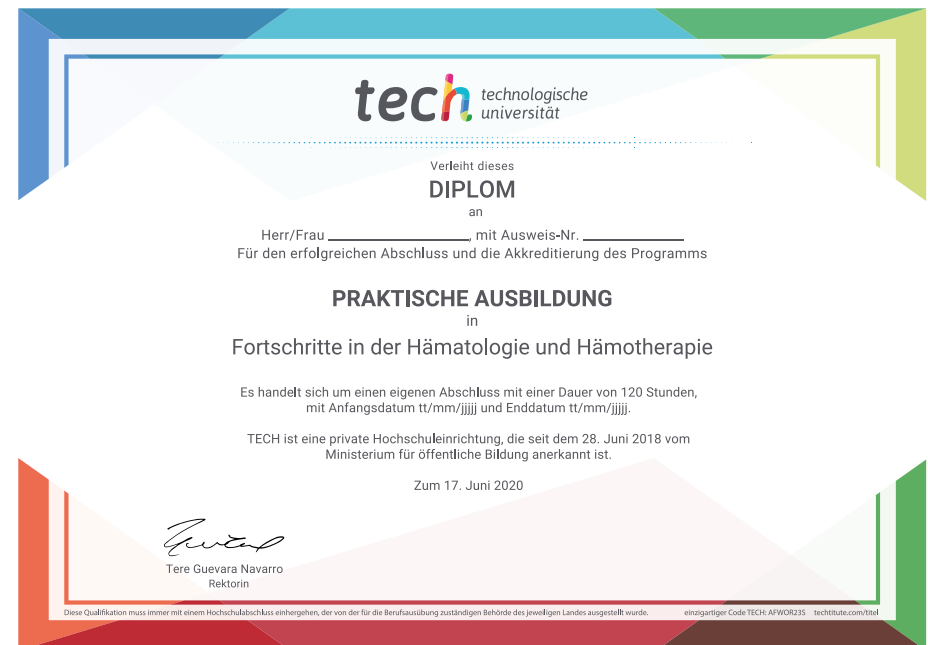 tech technologische
universität
Verleiht dieses
DIPLOM
an
Herr/Frau ____________________, mit Ausweis-Nr. ______________
Für den erfolgreichen Abschluss und die Akkreditierung des Programms
PRAKTISCHE AUSBILDUNG
in
Fortschritte in der Hämatologie und Hämotherapie
Es handelt sich um einen eigenen Abschluss mit einer Dauer von 120 Stunden,
mit Anfangsdatum tt/mm/jjjjj und Enddatum tt/mm/jjjjj.
TECH ist eine private Hochschuleinrichtung, die seit dem 28. Juni 2018 vom
Ministerium für öffentliche Bildung anerkannt ist.
Zum 17. Juni 2020
Tere Guevara Navarro
Rektorin
Diese Qualifikation muss immer mit einem Hochschulabschluss einhergehen, der von der für die Berufsausübung zuständigen Behörde des jeweiligen Landes ausgestellt wurde. einzigartiger Code TECH: AFWOR23S techtitute.com/titel